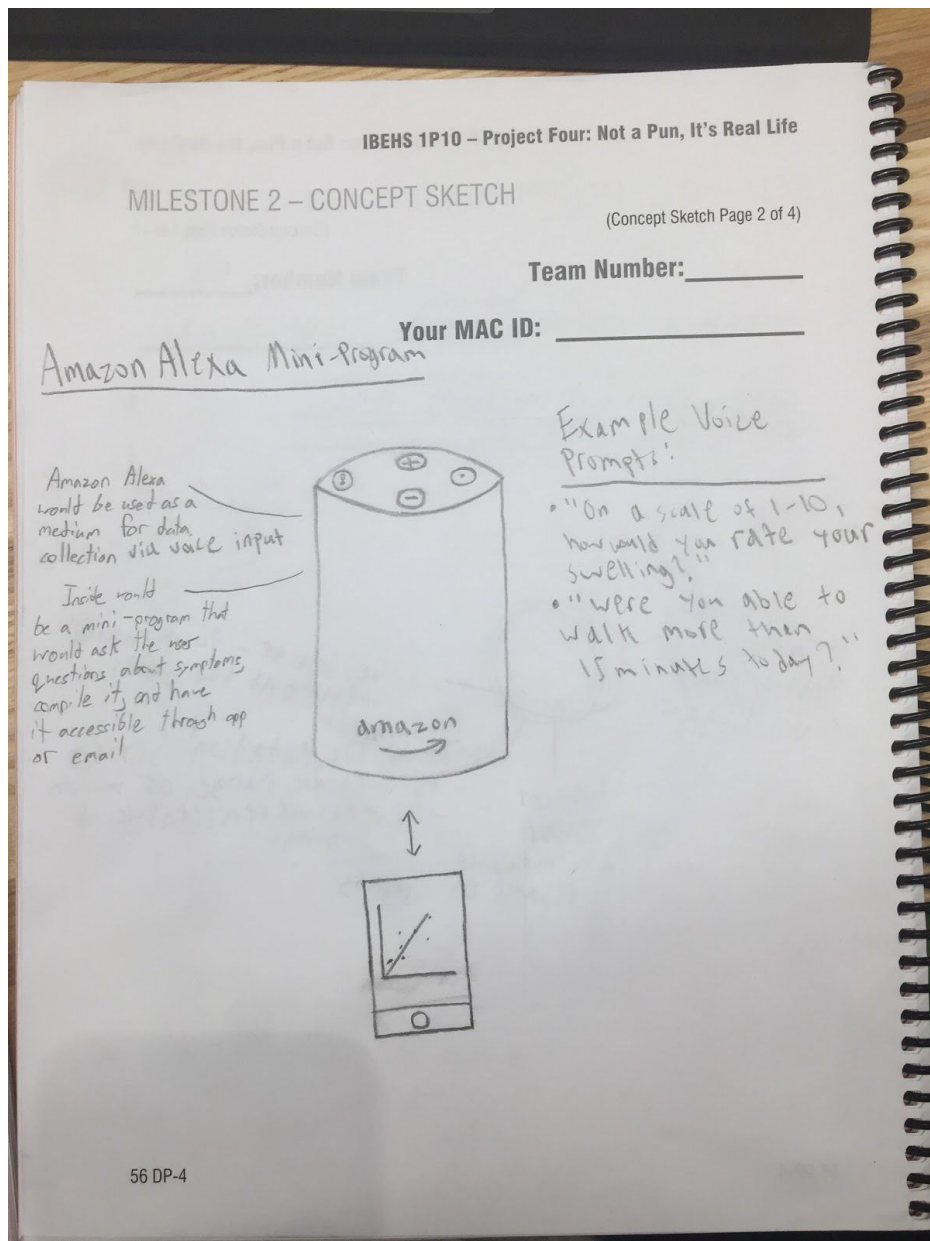 IBEHS 1P10 – Project Four: Not a Pun, It's Real Life
MILESTONE 2 – CONCEPT SKETCH
(Concept Sketch Page 2 of 4)
Team Number:
Your MAC ID:
Amazon Alexa Mini-Program
Amazon Alexa
would be used as a
medium for data
collection via voice input
Inside would
be a mini-program that
would ask the user
questions about symptoms,
compile it, and have
it accessible through app
or email
amazon
Example Voice
Prompts:
• "On a scale of 1-10,
how would you rate your
swelling?"
• "Were you able to
walk more than
15 minutes today?"
56 DP-4